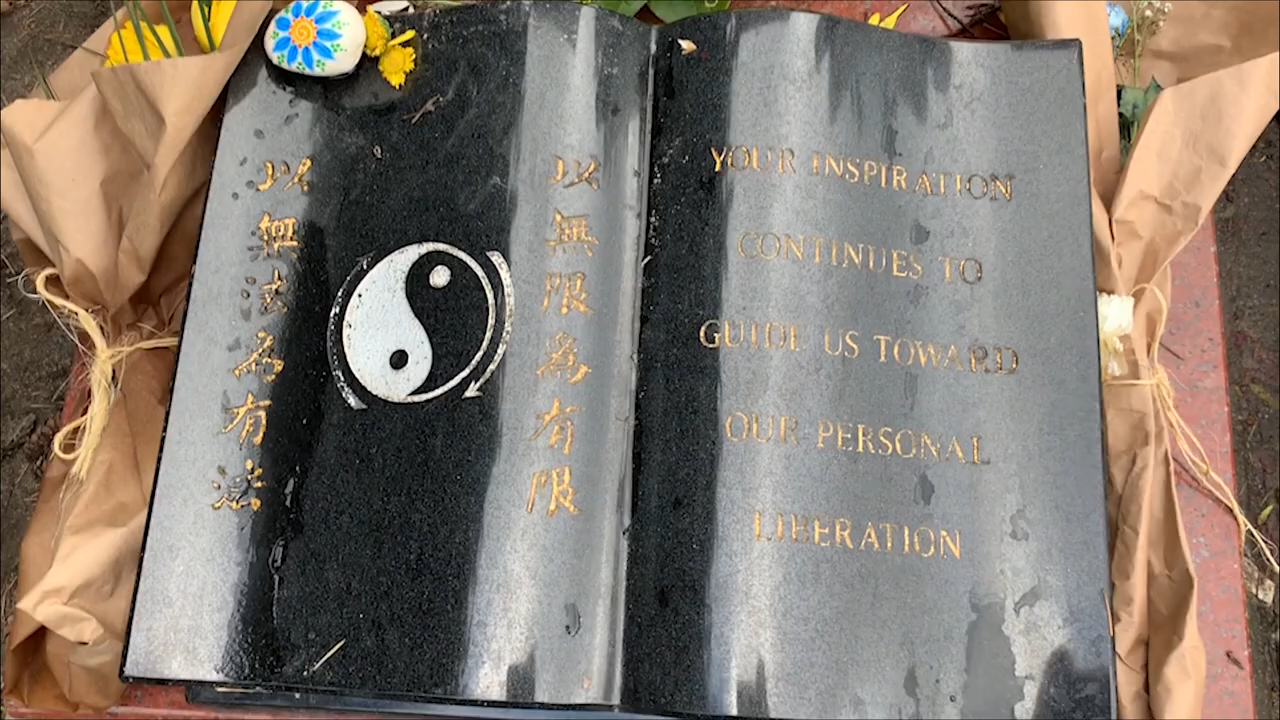 以無限為有限
以無法為有法
YOUR INSPIRATION
CONTINUES TO
GUIDE US TOWARD
OUR PERSONAL
LIBERATION